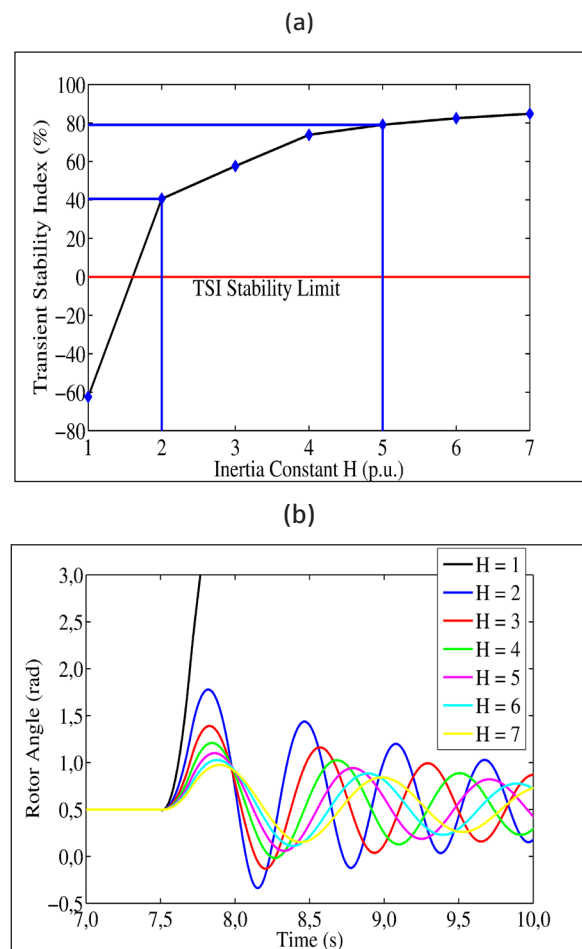 (a)
Transient Stability Index (%)
100
80
60
40
20
0
−20
−40
−60
−80
TSI Stability Limit
1 2 3 4 5 6 7
Inertia Constant H (p.u.)
(b)
Rotor Angle (rad)
3,0
2,5
2,0
1,5
1,0
0,5
0,0
−0,5
H = 1
H = 2
H = 3
H = 4
H = 5
H = 6
H = 7
7,0 7,5 8,0 8,5 9,0 9,5 10,0
Time (s)